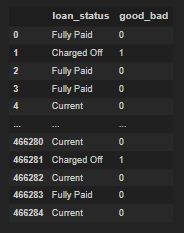 loan_status good_bad
0 Fully Paid 0
1 Charged Off 1
2 Fully Paid 0
3 Fully Paid 0
4 Current 0
... ... ...
466280 Current 0
466281 Charged Off 1
466282 Current 0
466283 Fully Paid 0
466284 Current 0